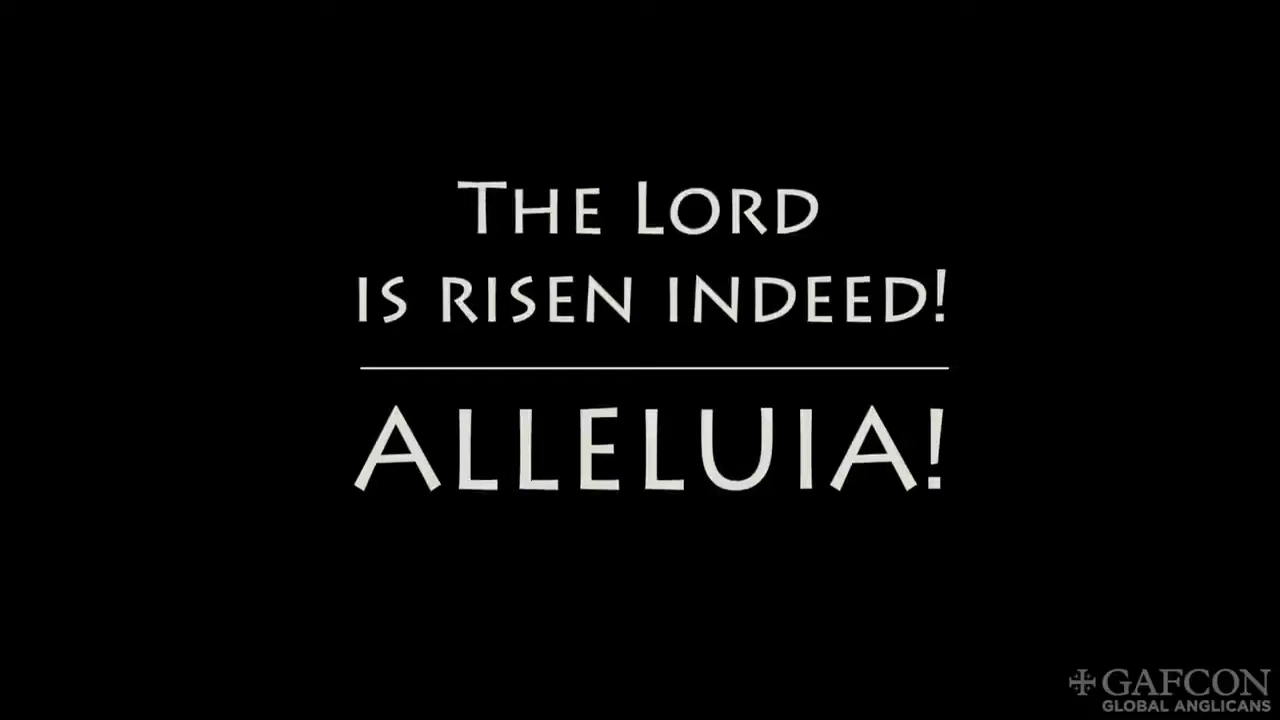 The Lord
is risen indeed!
ALLELUIA!
GAFCON
GLOBAL ANGLICANS